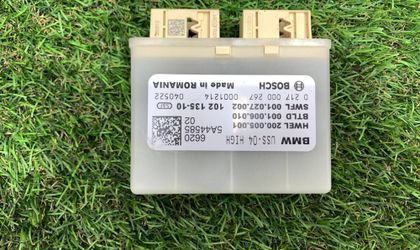 BMW USS-04 HIGH
6620
5A44585
02
HWEL 200.005.001
BTLD 001.006.010
SWFL 001.027.002
102 135-10
0 217 000 267 0001214 040522
BOSCH Made in ROMANIA